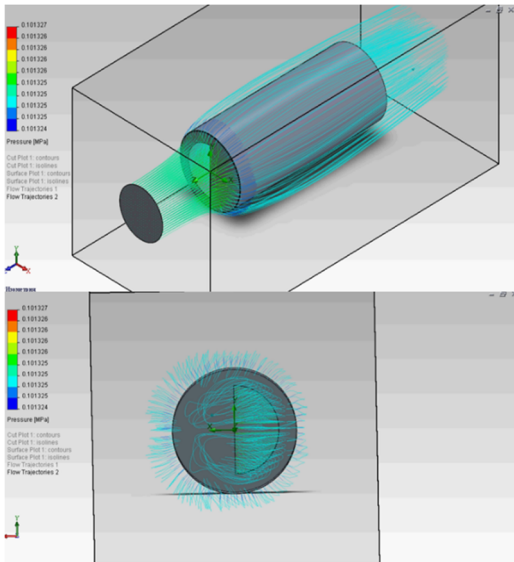 0.101327
0.101326
0.101326
0.101326
0.101325
0.101325
0.101325
0.101325
0.101324
Pressure [MPa]
Cut Plot 1: contours
Cut Plot 1: isolines
Surface Plot 1: contours
Surface Plot 1: isolines
Flow Trajectories 1
Flow Trajectories 2
0.101327
0.101326
0.101326
0.101326
0.101325
0.101325
0.101325
0.101325
0.101324
Pressure [MPa]
Cut Plot 1: contours
Cut Plot 1: isolines
Surface Plot 1: contours
Surface Plot 1: isolines
Flow Trajectories 1
Flow Trajectories 2